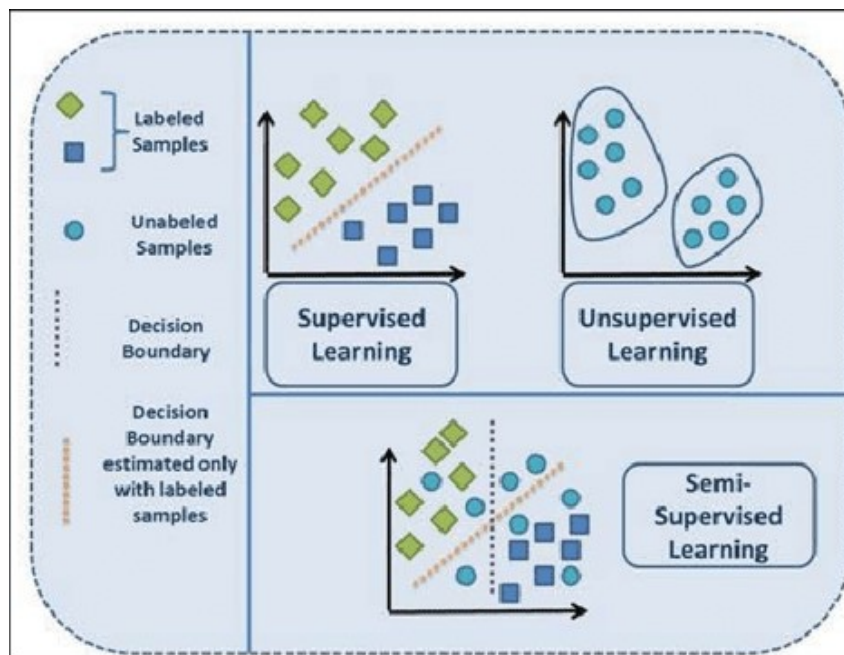 Labeled
Samples
Unabeled
Samples
Decision
Boundary
Decision
Boundary
estimated only
with labeled
samples
Supervised
Learning
Unsupervised
Learning
Semi-
Supervised
Learning